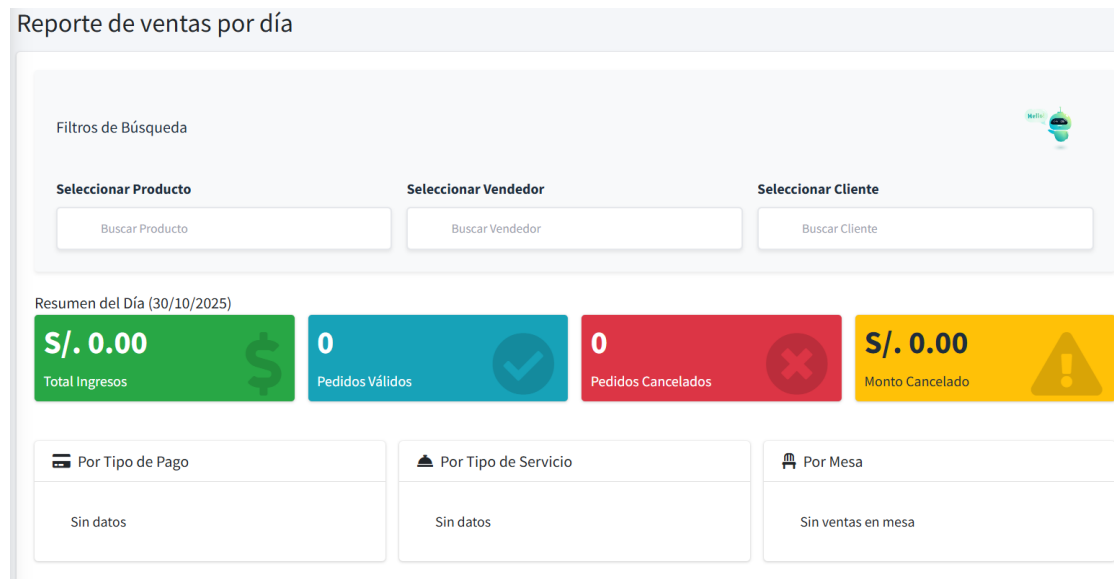 Reporte de ventas por día
Filtros de Búsqueda
Hello
Seleccionar Producto Seleccionar Vendedor Seleccionar Cliente
Buscar Producto Buscar Vendedor Buscar Cliente
Resumen del Día (30/10/2025)
S/. 0.00 0 0 S/. 0.00
Total Ingresos Pedidos Válidos Pedidos Cancelados Monto Cancelado
Por Tipo de Pago Por Tipo de Servicio Por Mesa
Sin datos Sin datos Sin ventas en mesa